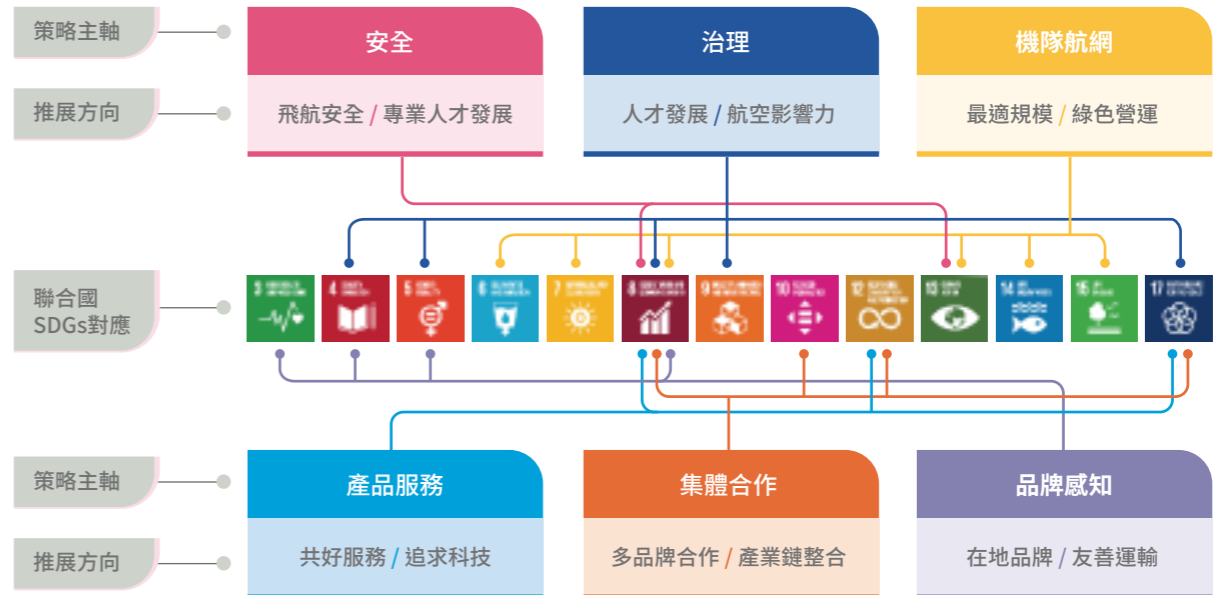 策略主軸
安全
治理
機隊航網
推展方向
飛航安全 / 專業人才發展
人才發展 / 航空影響力
最適規模 / 綠色營運
聯合國
SDGs對應
3
4
5
6
7
8
9
10
12
13
14
15
17
策略主軸
產品服務
集體合作
品牌感知
推展方向
共好服務 / 追求科技
多品牌合作 / 產業鏈整合
在地品牌 / 友善運輸